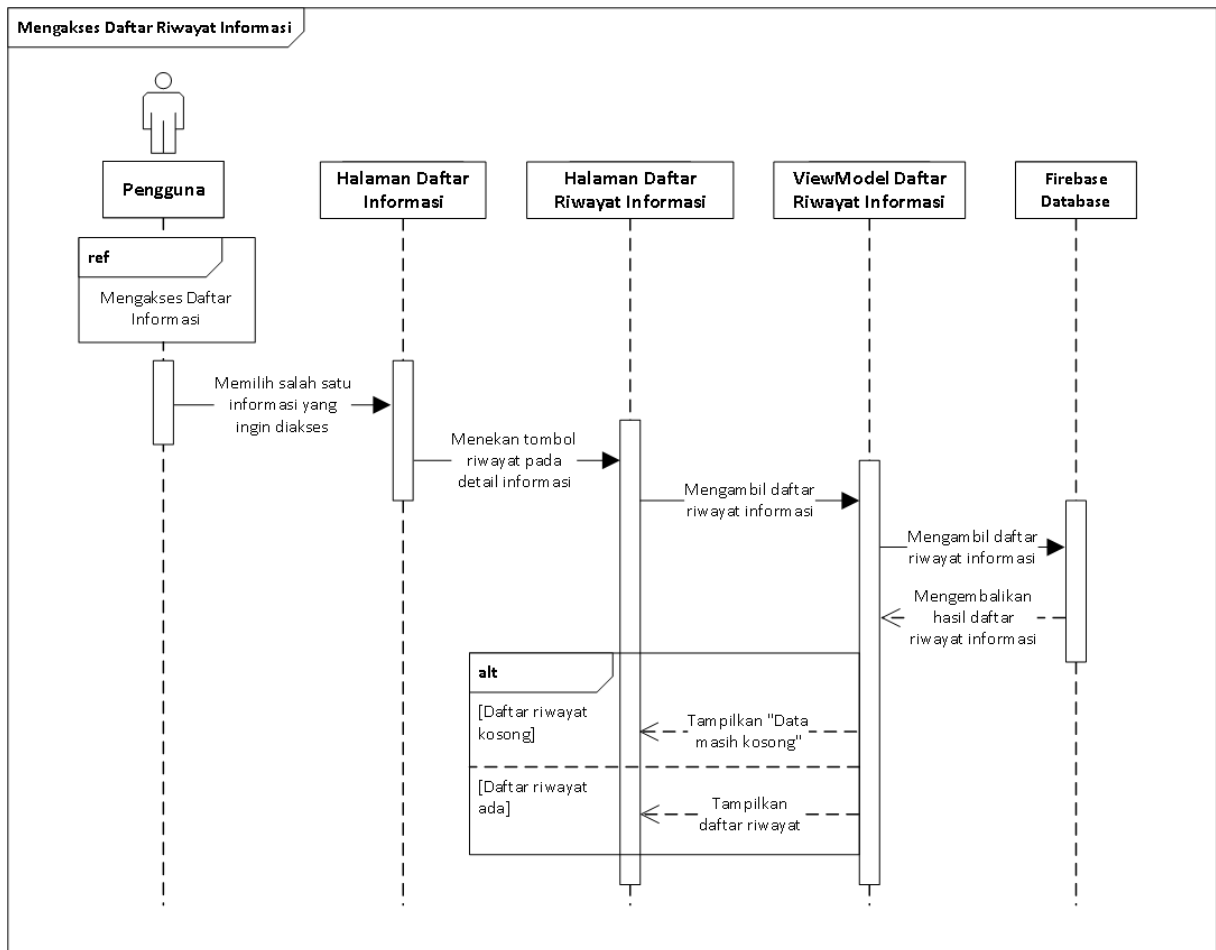 Mengakses Daftar Riwayat Informasi
Pengguna
Halaman Daftar
Informasi
Halaman Daftar
Riwayat Informasi
ViewModel Daftar
Riwayat Informasi
Firebase
Database
ref
Mengakses Daftar
Informasi
Memilih salah satu
informasi yang
ingin diakses
Menekan tombol
riwayat pada
detail informasi
Mengambil daftar
riwayat informasi
Mengambil daftar
riwayat informasi
Mengembalikan
hasil daftar
riwayat informasi
alt
[Daftar riwayat
kosong]
Tampilkan "Data
masih kosong"
[Daftar riwayat
ada]
Tampilkan
daftar riwayat